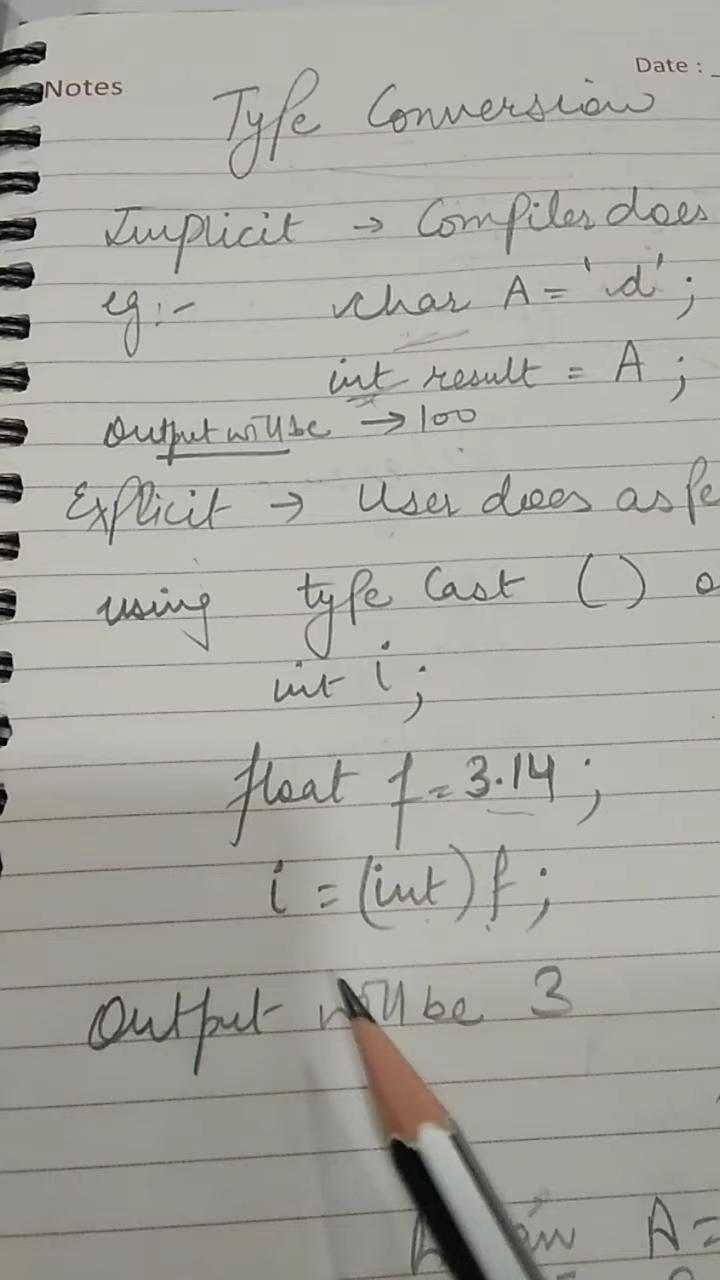 Notes
Date :
Type Conversion
Implicit → Compiler does
eg:- char A = 'd';
int result = A ;
Output will be → 100
Explicit → User does as pe
using type cast ()
int i ;
float f = 3.14 ;
i = (int) f ;
Output will be 3
A =